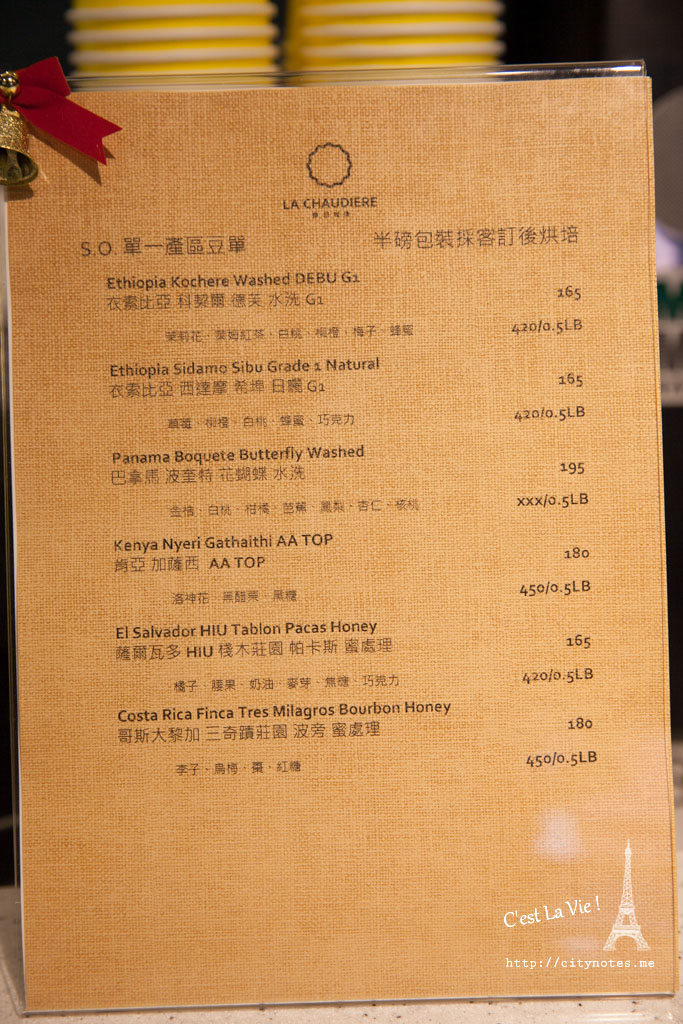 LA CHAUDIERE
S.O. 單一產區豆單
半磅包裝採客訂後烘培
Ethiopia Kochere Washed DEBU G1
衣索比亞 科契爾 德芙 水洗 G1
165
茉莉花、萊姆紅茶、白桃、柳橙、梅子、蜂蜜
420/0.5LB
Ethiopia Sidamo Sibu Grade 1 Natural
衣索比亞 西達摩 希埠 日曬 G1
165
草莓、柳橙、白桃、蜂蜜、巧克力
420/0.5LB
Panama Boquete Butterfly Washed
巴拿馬 波奎特 花蝴蝶 水洗
195
金桔、白桃、柑橘、芭蕉、鳳梨、杏仁、核桃
xxx/0.5LB
Kenya Nyeri Gathaithi AA TOP
肯亞 加薩西 AA TOP
180
洛神花、黑醋栗、黑糖
450/0.5LB
El Salvador HIU Tablon Pacas Honey
薩爾瓦多 HIU 棧木莊園 帕卡斯 蜜處理
165
橘子、腰果、奶油、麥芽、焦糖、巧克力
420/0.5LB
Costa Rica Finca Tres Milagros Bourbon Honey
哥斯大黎加 三奇蹟莊園 波旁 蜜處理
180
李子、烏梅、棗、紅糖
450/0.5LB
C'est La Vie !
http://citynotes.me